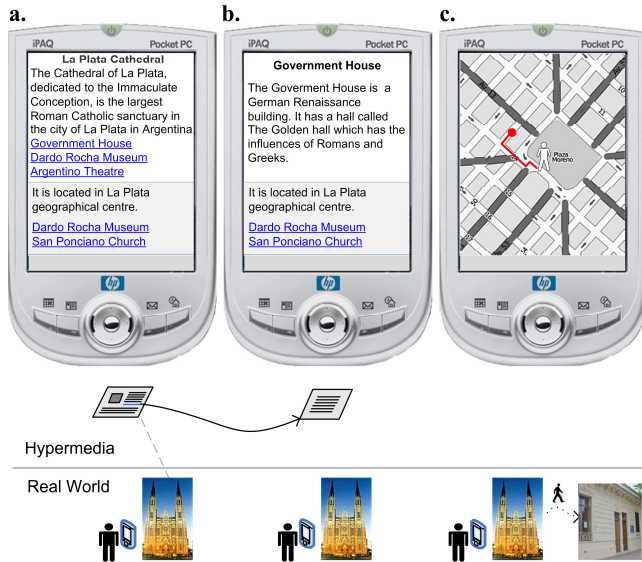 a.
b.
c.
iPAQ
Pocket PC
La Plata Cathedral
The Cathedral of La Plata,
dedicated to the Immaculate
Conception, is the largest
Roman Catholic sanctuary in
the city of La Plata in Argentina.
Government House
Dardo Rocha Museum
Argentino Theatre
It is located in La Plata
geographical centre.
Dardo Rocha Museum
San Ponciano Church
hp
iPAQ
Pocket PC
Government House
The Goverment House is a
German Renaissance
building. It has a hall called
The Golden hall which has the
influences of Romans and
Greeks.
It is located in La Plata
geographical centre.
Dardo Rocha Museum
San Ponciano Church
hp
iPAQ
Pocket PC
Plaza
Moreno
hp
Hypermedia
Real World